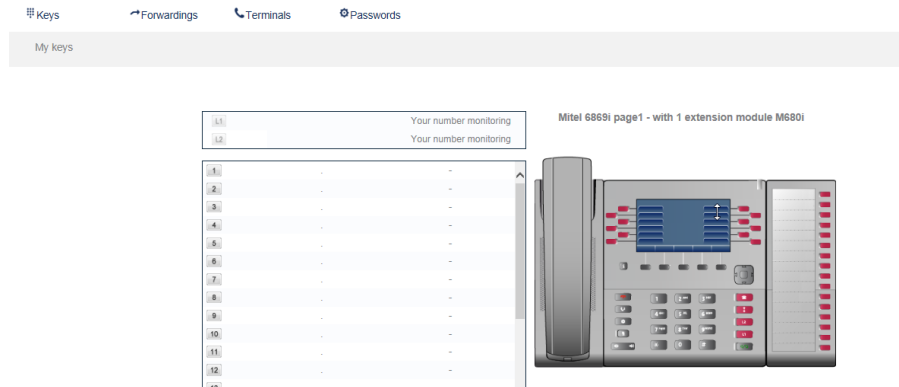 Keys Forwardings Terminals Passwords
My keys
L1 Your number monitoring
L2 Your number monitoring
Mitel 6869i page1 - with 1 extension module M680i
1 . -
2 . -
3 . -
4 . -
5 . -
6 . -
7 . -
8 . -
9 . -
10 . -
11 . -
12 . -